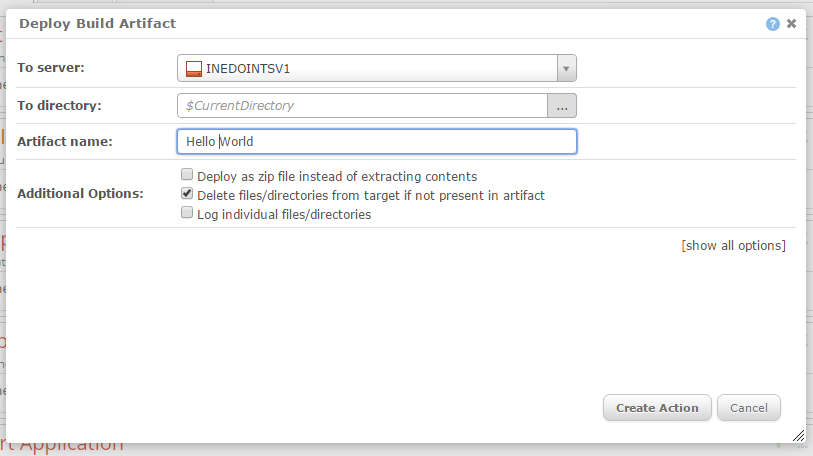 Deploy Build Artifact
To server:
INEDOINTSV1
To directory:
$CurrentDirectory
...
Artifact name:
Hello World
Additional Options:
Deploy as zip file instead of extracting contents
Delete files/directories from target if not present in artifact
Log individual files/directories
[show all options]
Create Action
Cancel
rt Application